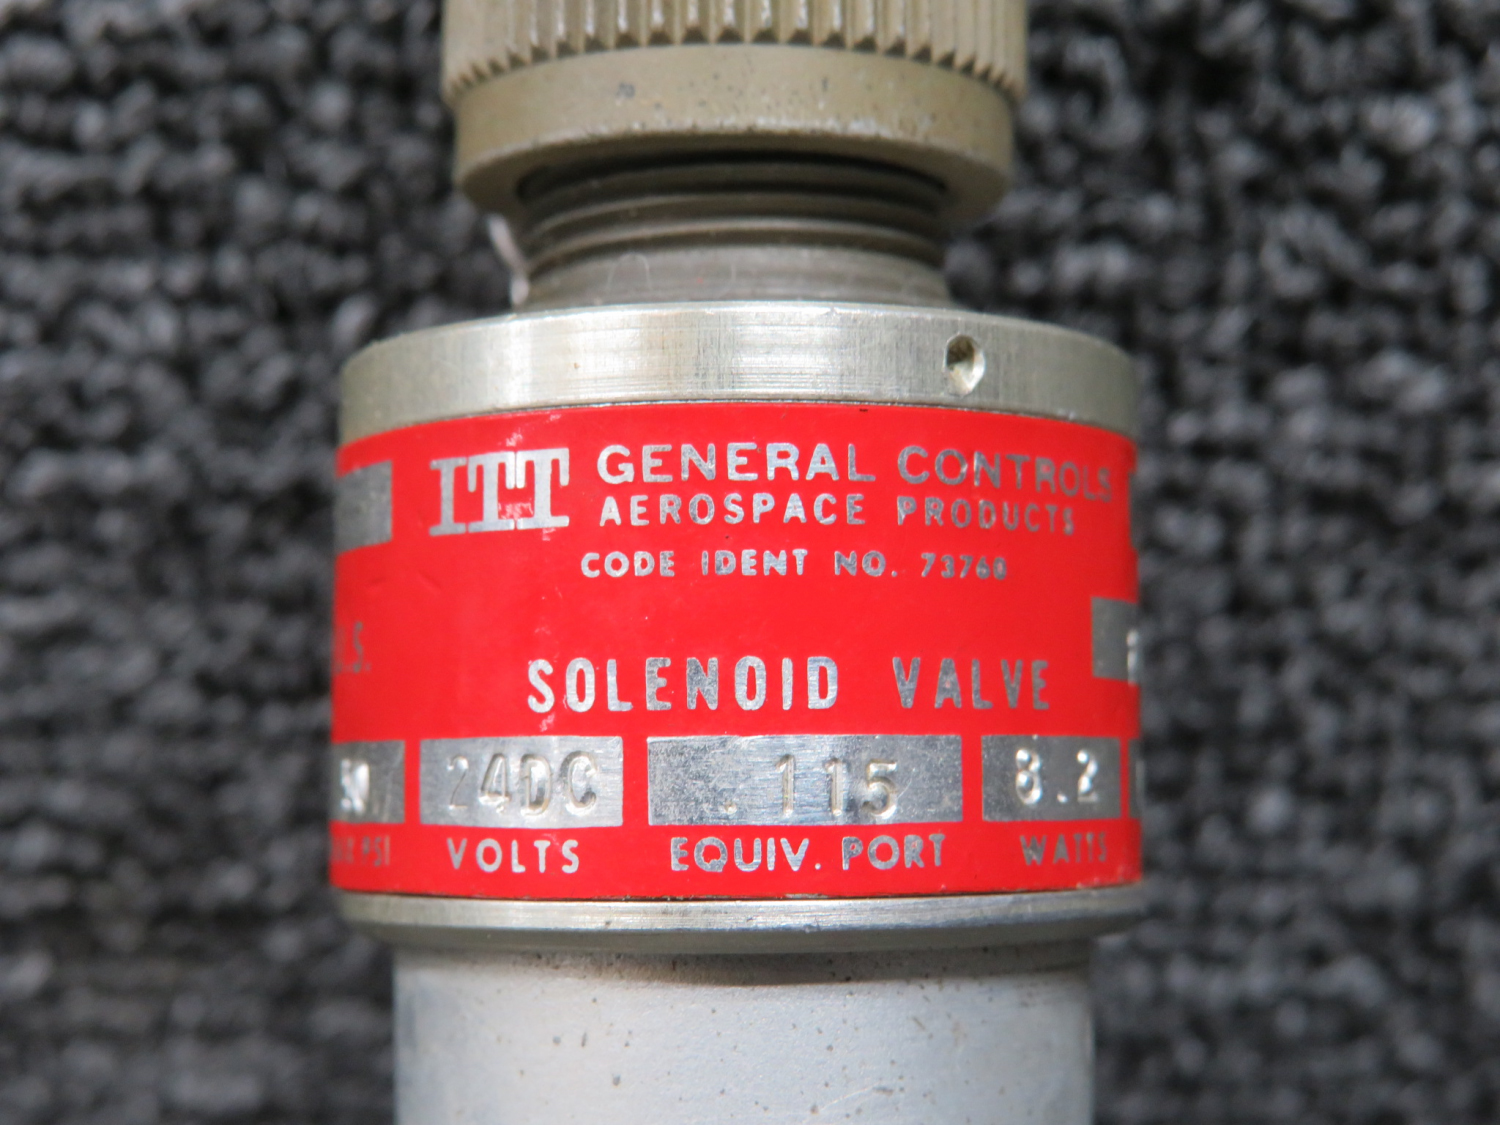 ITT GENERAL CONTROLS
AEROSPACE PRODUCTS
CODE IDENT NO. 73760
SOLENOID VALVE
24DC .115 8.2
PSI VOLTS EQUIV. PORT WATTS